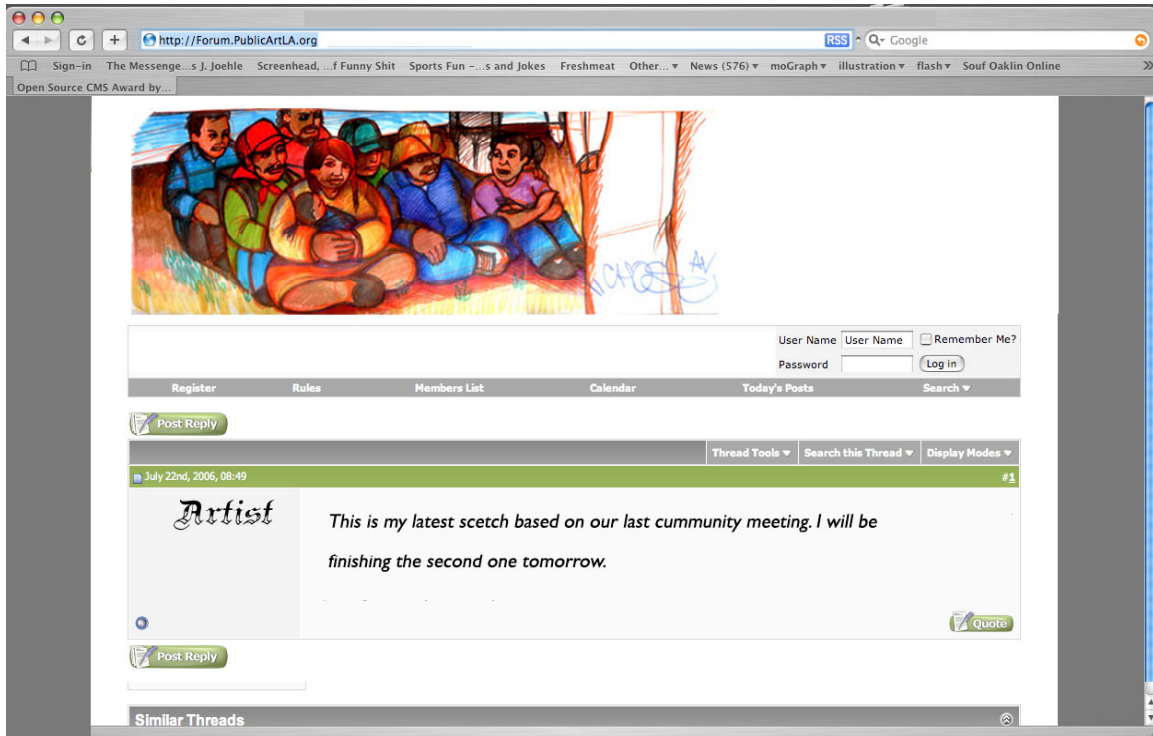 http://Forum.PublicArtLA.org RSS Google
Sign-in The Messenge...s J. Joehle Screenhead, ...f Funny Shit Sports Fun –...s and Jokes Freshmeat Other... News (576) moGraph illustration flash Souf Oaklin Online
Open Source CMS Award by...
User Name User Name Remember Me?
Password Log in
Register Rules Members List Calendar Today's Posts Search
Post Reply
Thread Tools Search this Thread Display Modes
July 22nd, 2006, 08:49 #1
Artist
This is my latest scetch based on our last cummunity meeting. I will be
finishing the second one tomorrow.
Quote
Post Reply
Similar Threads